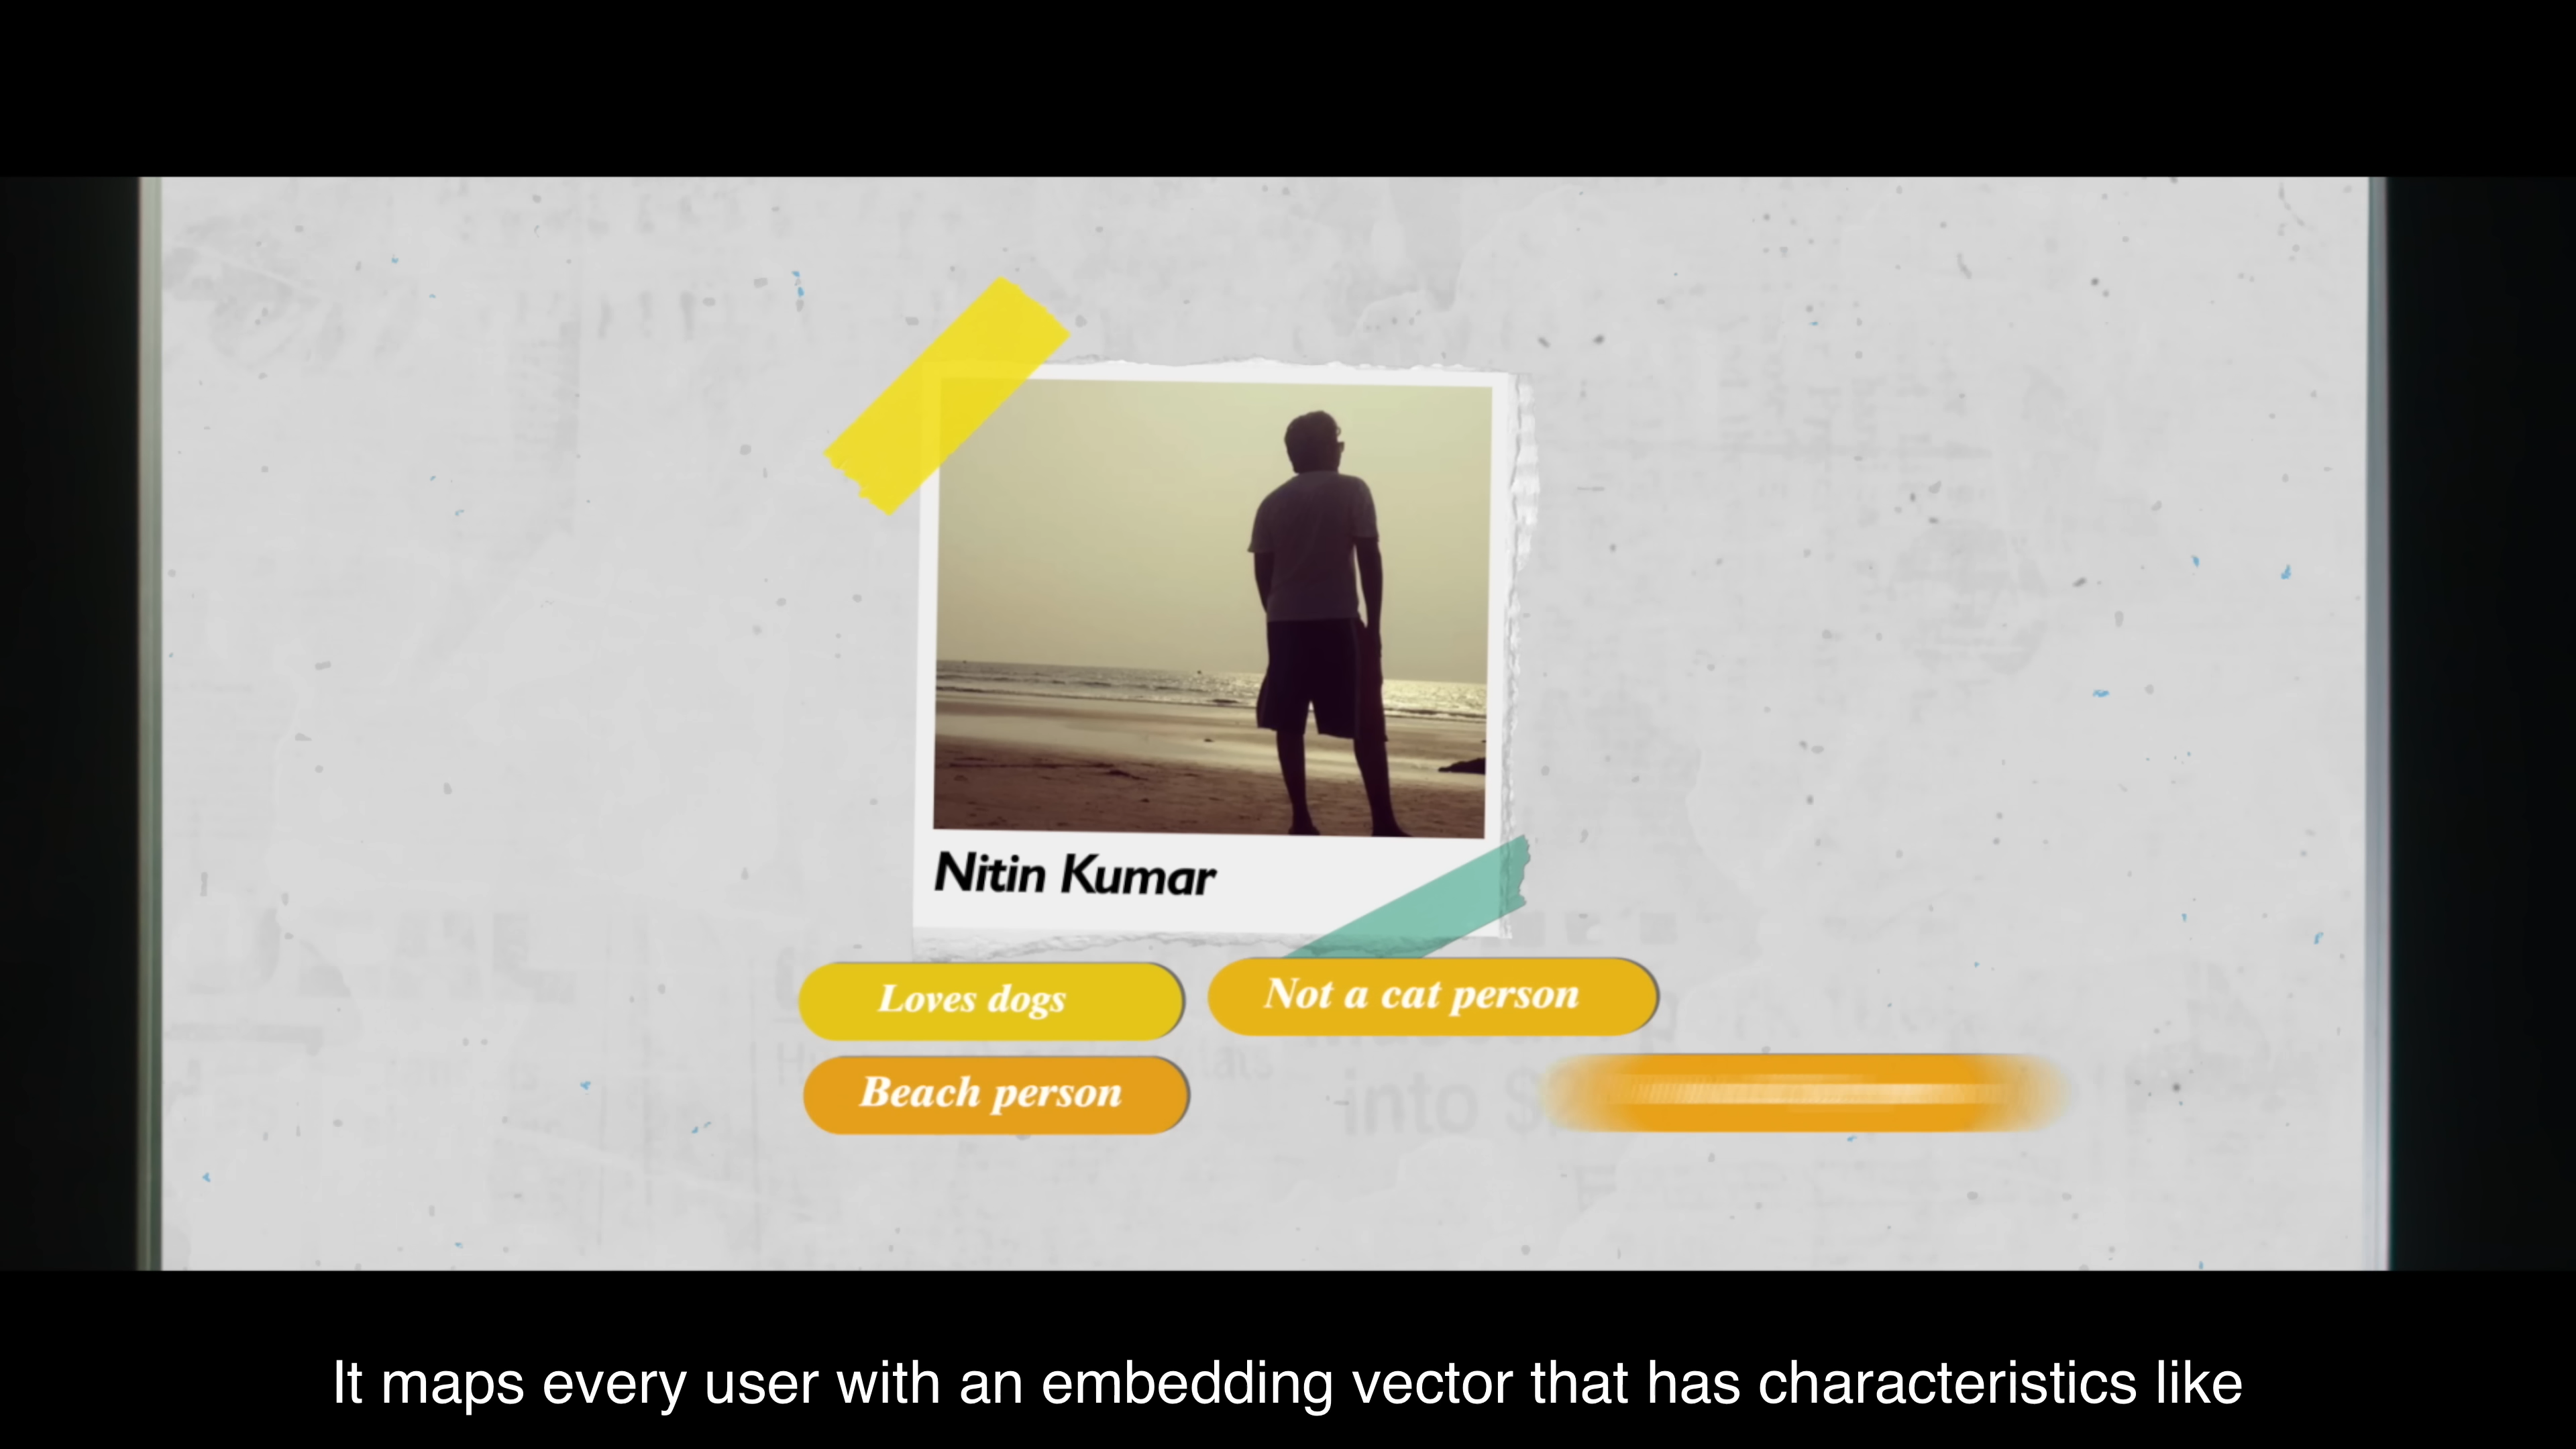 Nitin Kumar
Loves dogs
Not a cat person
Beach person
into $
It maps every user with an embedding vector that has characteristics like